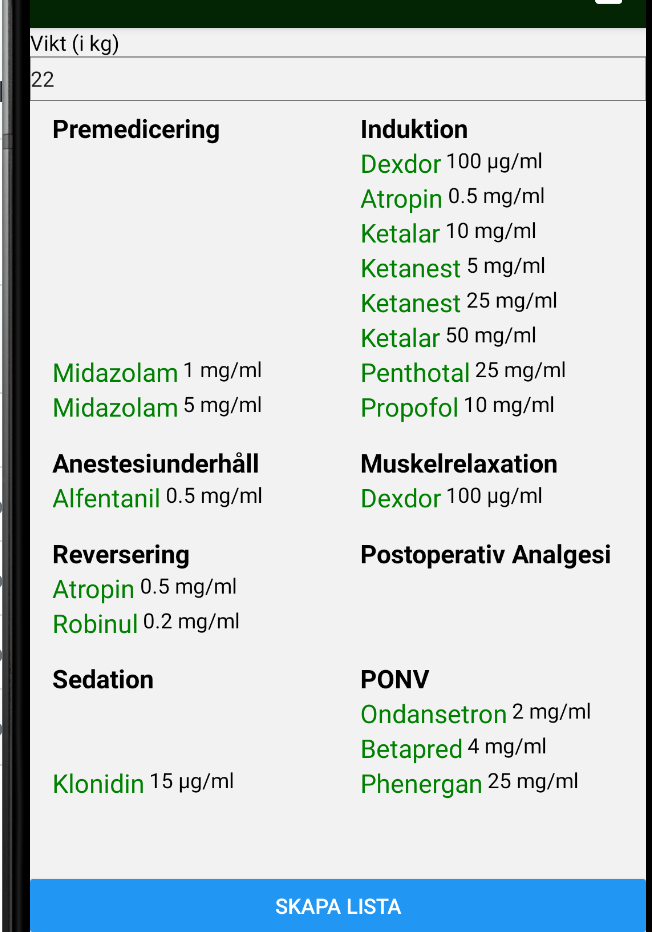 Vikt (i kg)
22
Premedicering
Midazolam 1 mg/ml
Midazolam 5 mg/ml
Induktion
Dexdor 100 µg/ml
Atropin 0.5 mg/ml
Ketalar 10 mg/ml
Ketanest 5 mg/ml
Ketanest 25 mg/ml
Ketalar 50 mg/ml
Penthotal 25 mg/ml
Propofol 10 mg/ml
Anestesiunderhåll
Alfentanil 0.5 mg/ml
Muskelrelaxation
Dexdor 100 µg/ml
Reversering
Atropin 0.5 mg/ml
Robinul 0.2 mg/ml
Postoperativ Analgesi
Sedation
Klonidin 15 µg/ml
PONV
Ondansetron 2 mg/ml
Betapred 4 mg/ml
Phenergan 25 mg/ml
SKAPA LISTA